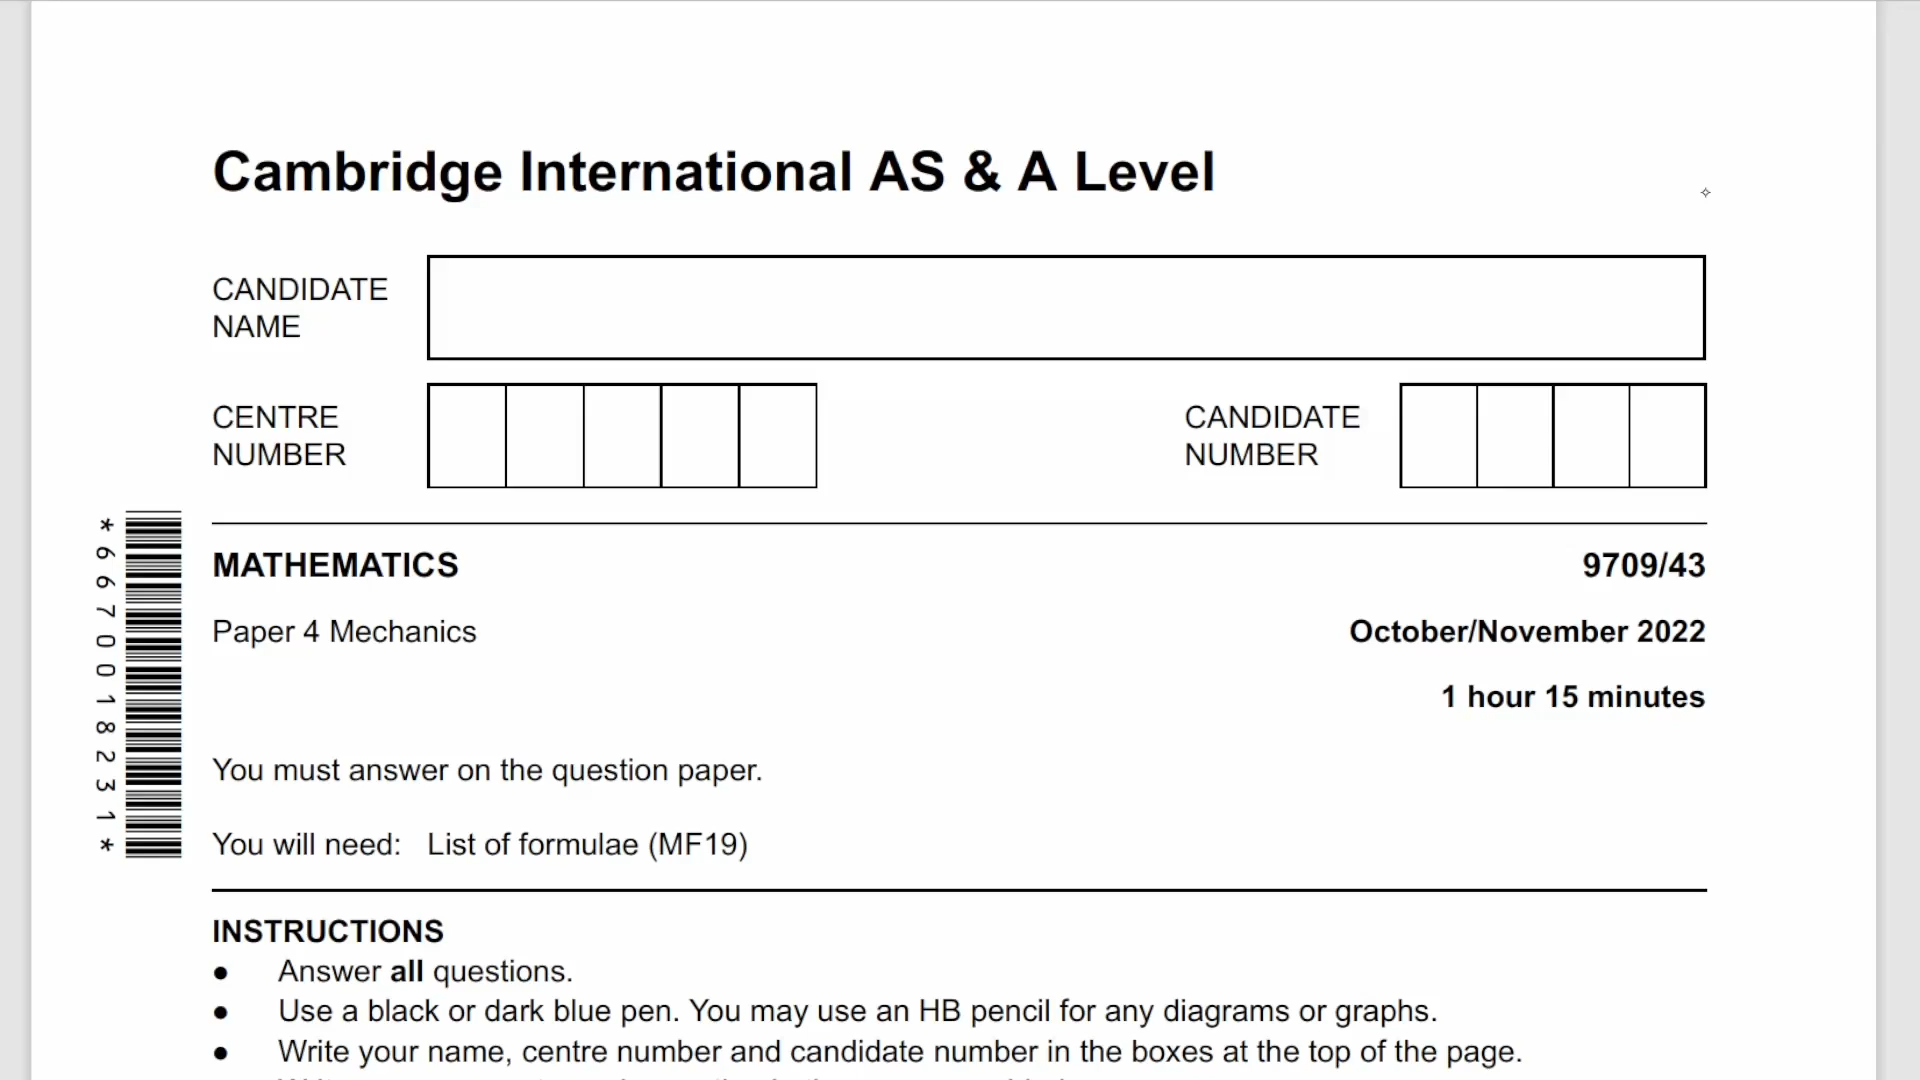 Cambridge International AS & A Level
CANDIDATE
NAME
CENTRE
NUMBER
CANDIDATE
NUMBER
*6670018231*
MATHEMATICS 9709/43
Paper 4 Mechanics October/November 2022
1 hour 15 minutes
You must answer on the question paper.
You will need: List of formulae (MF19)
INSTRUCTIONS
● Answer all questions.
● Use a black or dark blue pen. You may use an HB pencil for any diagrams or graphs.
● Write your name, centre number and candidate number in the boxes at the top of the page.